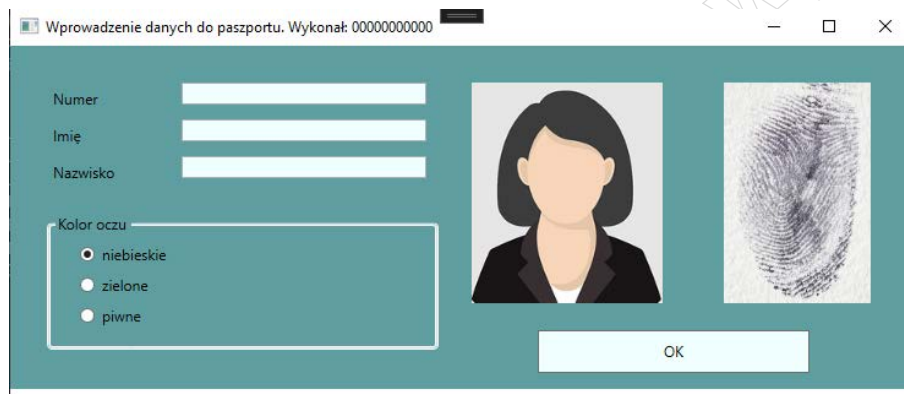 Wprowadzenie danych do paszportu. Wykonał: 00000000000
Numer
Imię
Nazwisko
Kolor oczu
niebieskie
zielone
piwne
OK